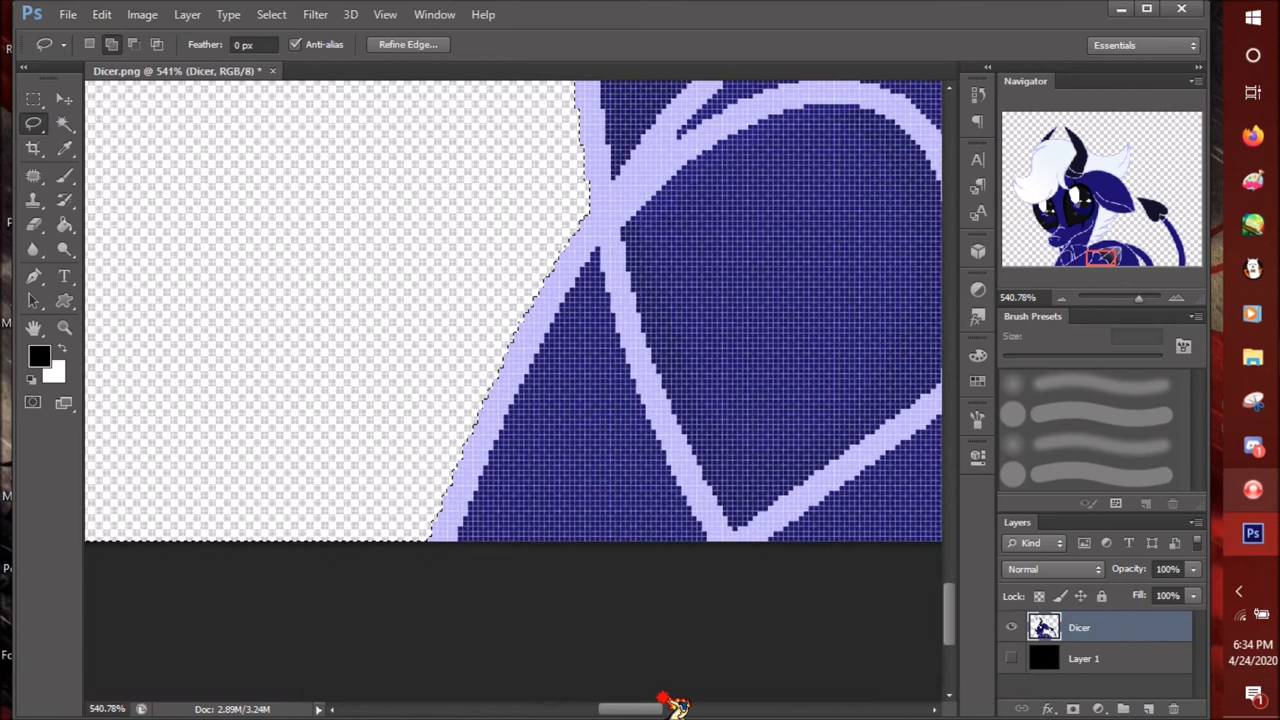 Ps File Edit Image Layer Type Select Filter 3D View Window Help
Feather: 0 px Anti-alias Refine Edge... Essentials
Dicer.png @ 541% (Dicer, RGB/8) *
Navigator
540.78%
Brush Presets
Size:
Layers
Kind
Normal Opacity: 100%
Lock: Fill: 100%
Dicer
Layer 1
540.78% Doc: 2.89M/3.24M
Ps
6:34 PM
4/24/2020